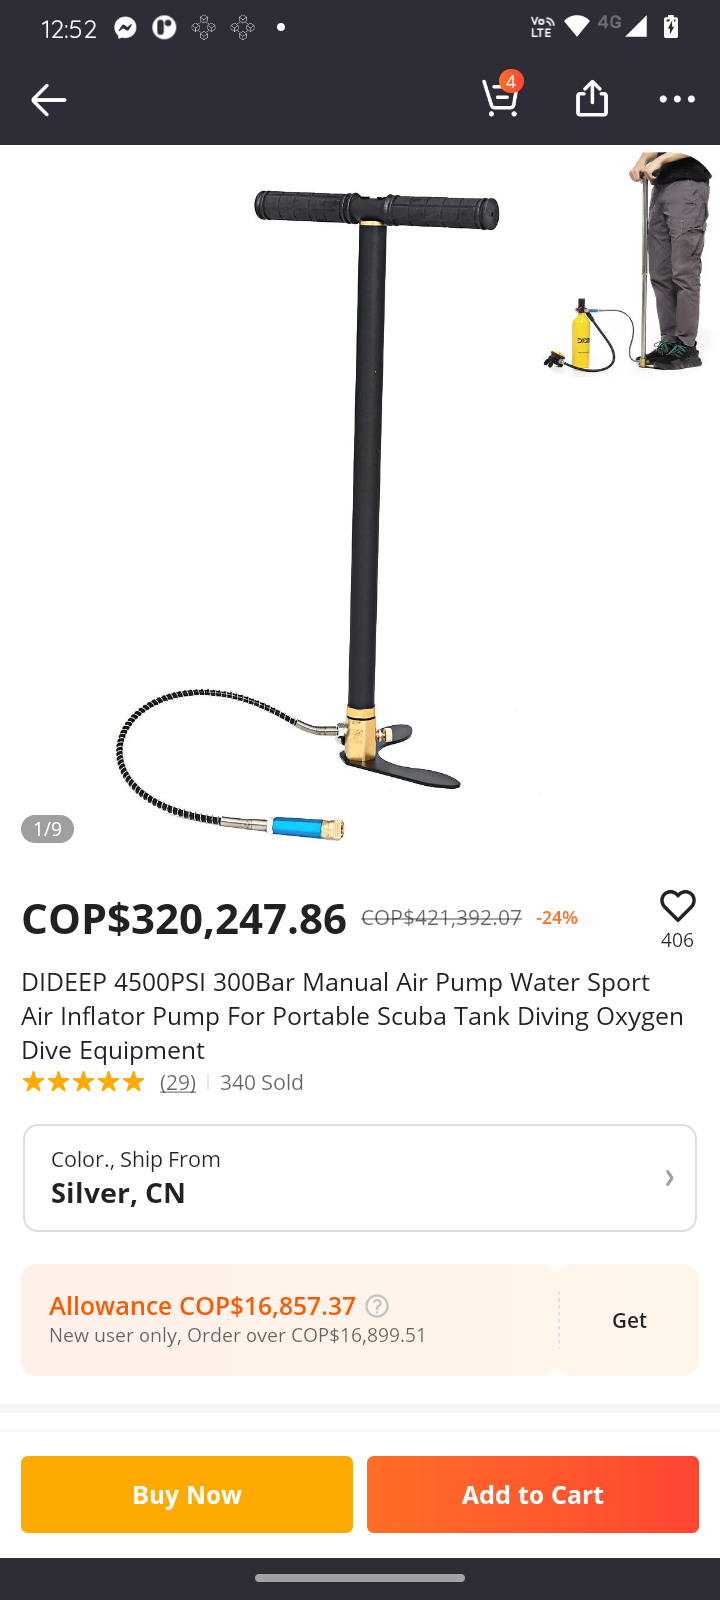 12:52
Vo
LTE
4G
4
1/9
COP$320,247.86 COP$421,392.07 -24%
406
DIDEEP 4500PSI 300Bar Manual Air Pump Water Sport
Air Inflator Pump For Portable Scuba Tank Diving Oxygen
Dive Equipment
(29) 340 Sold
Color., Ship From
Silver, CN
Allowance COP$16,857.37 ?
New user only, Order over COP$16,899.51
Get
Buy Now
Add to Cart